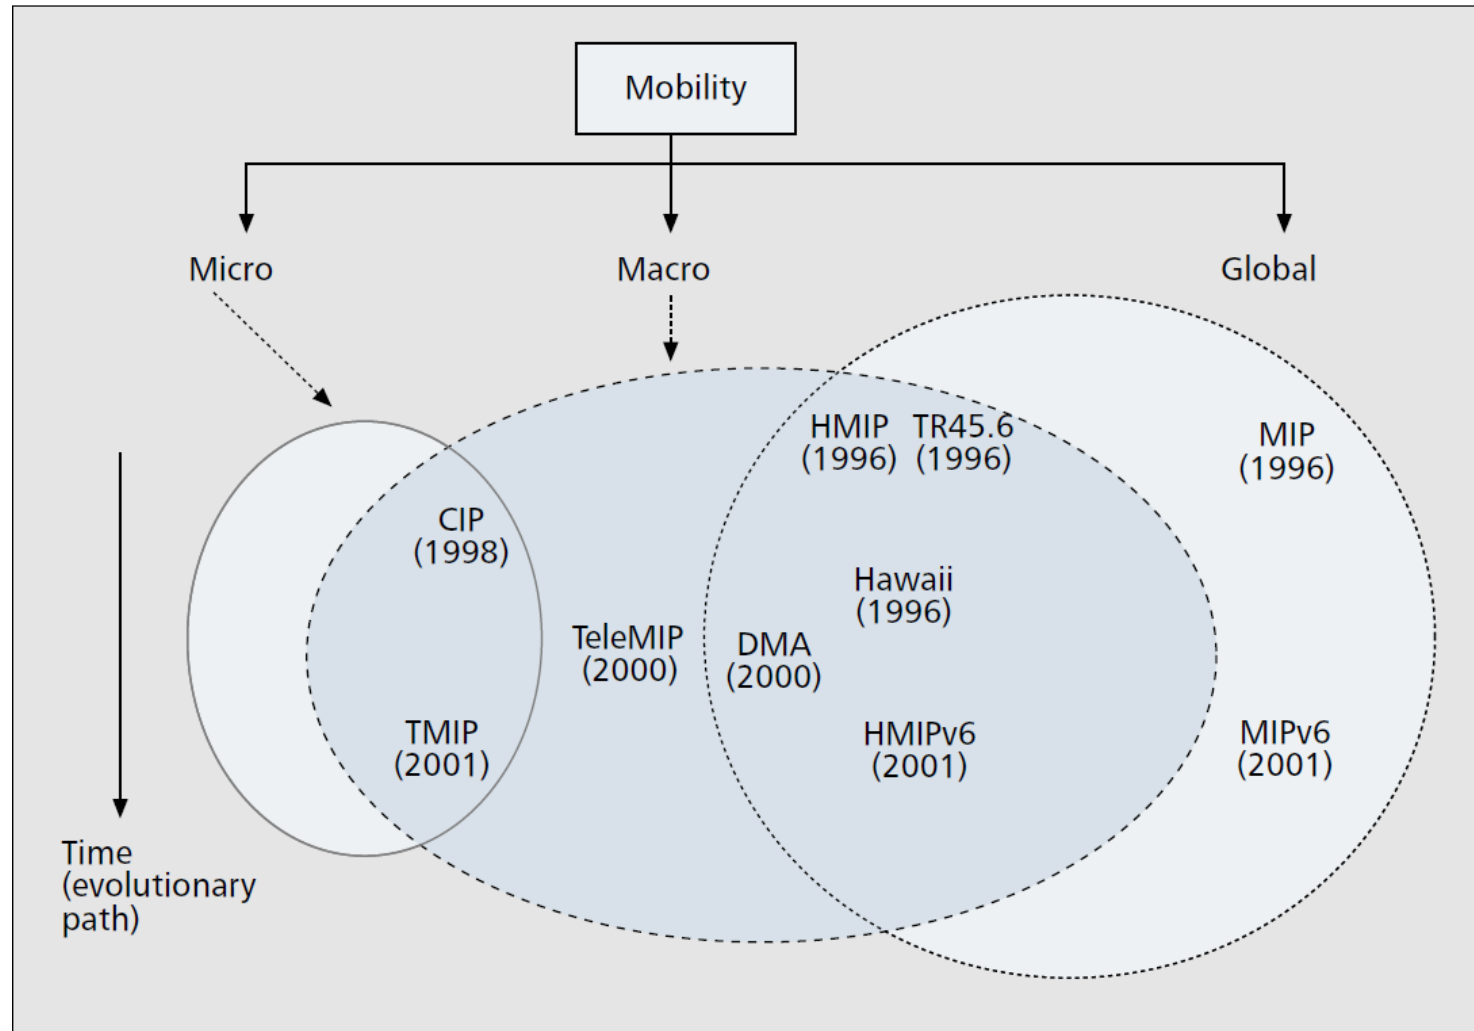 Mobility
Micro
Macro
Global
HMIP
(1996)
TR45.6
(1996)
MIP
(1996)
CIP
(1998)
Hawaii
(1996)
TeleMIP
(2000)
DMA
(2000)
TMIP
(2001)
HMIPv6
(2001)
MIPv6
(2001)
Time
(evolutionary
path)